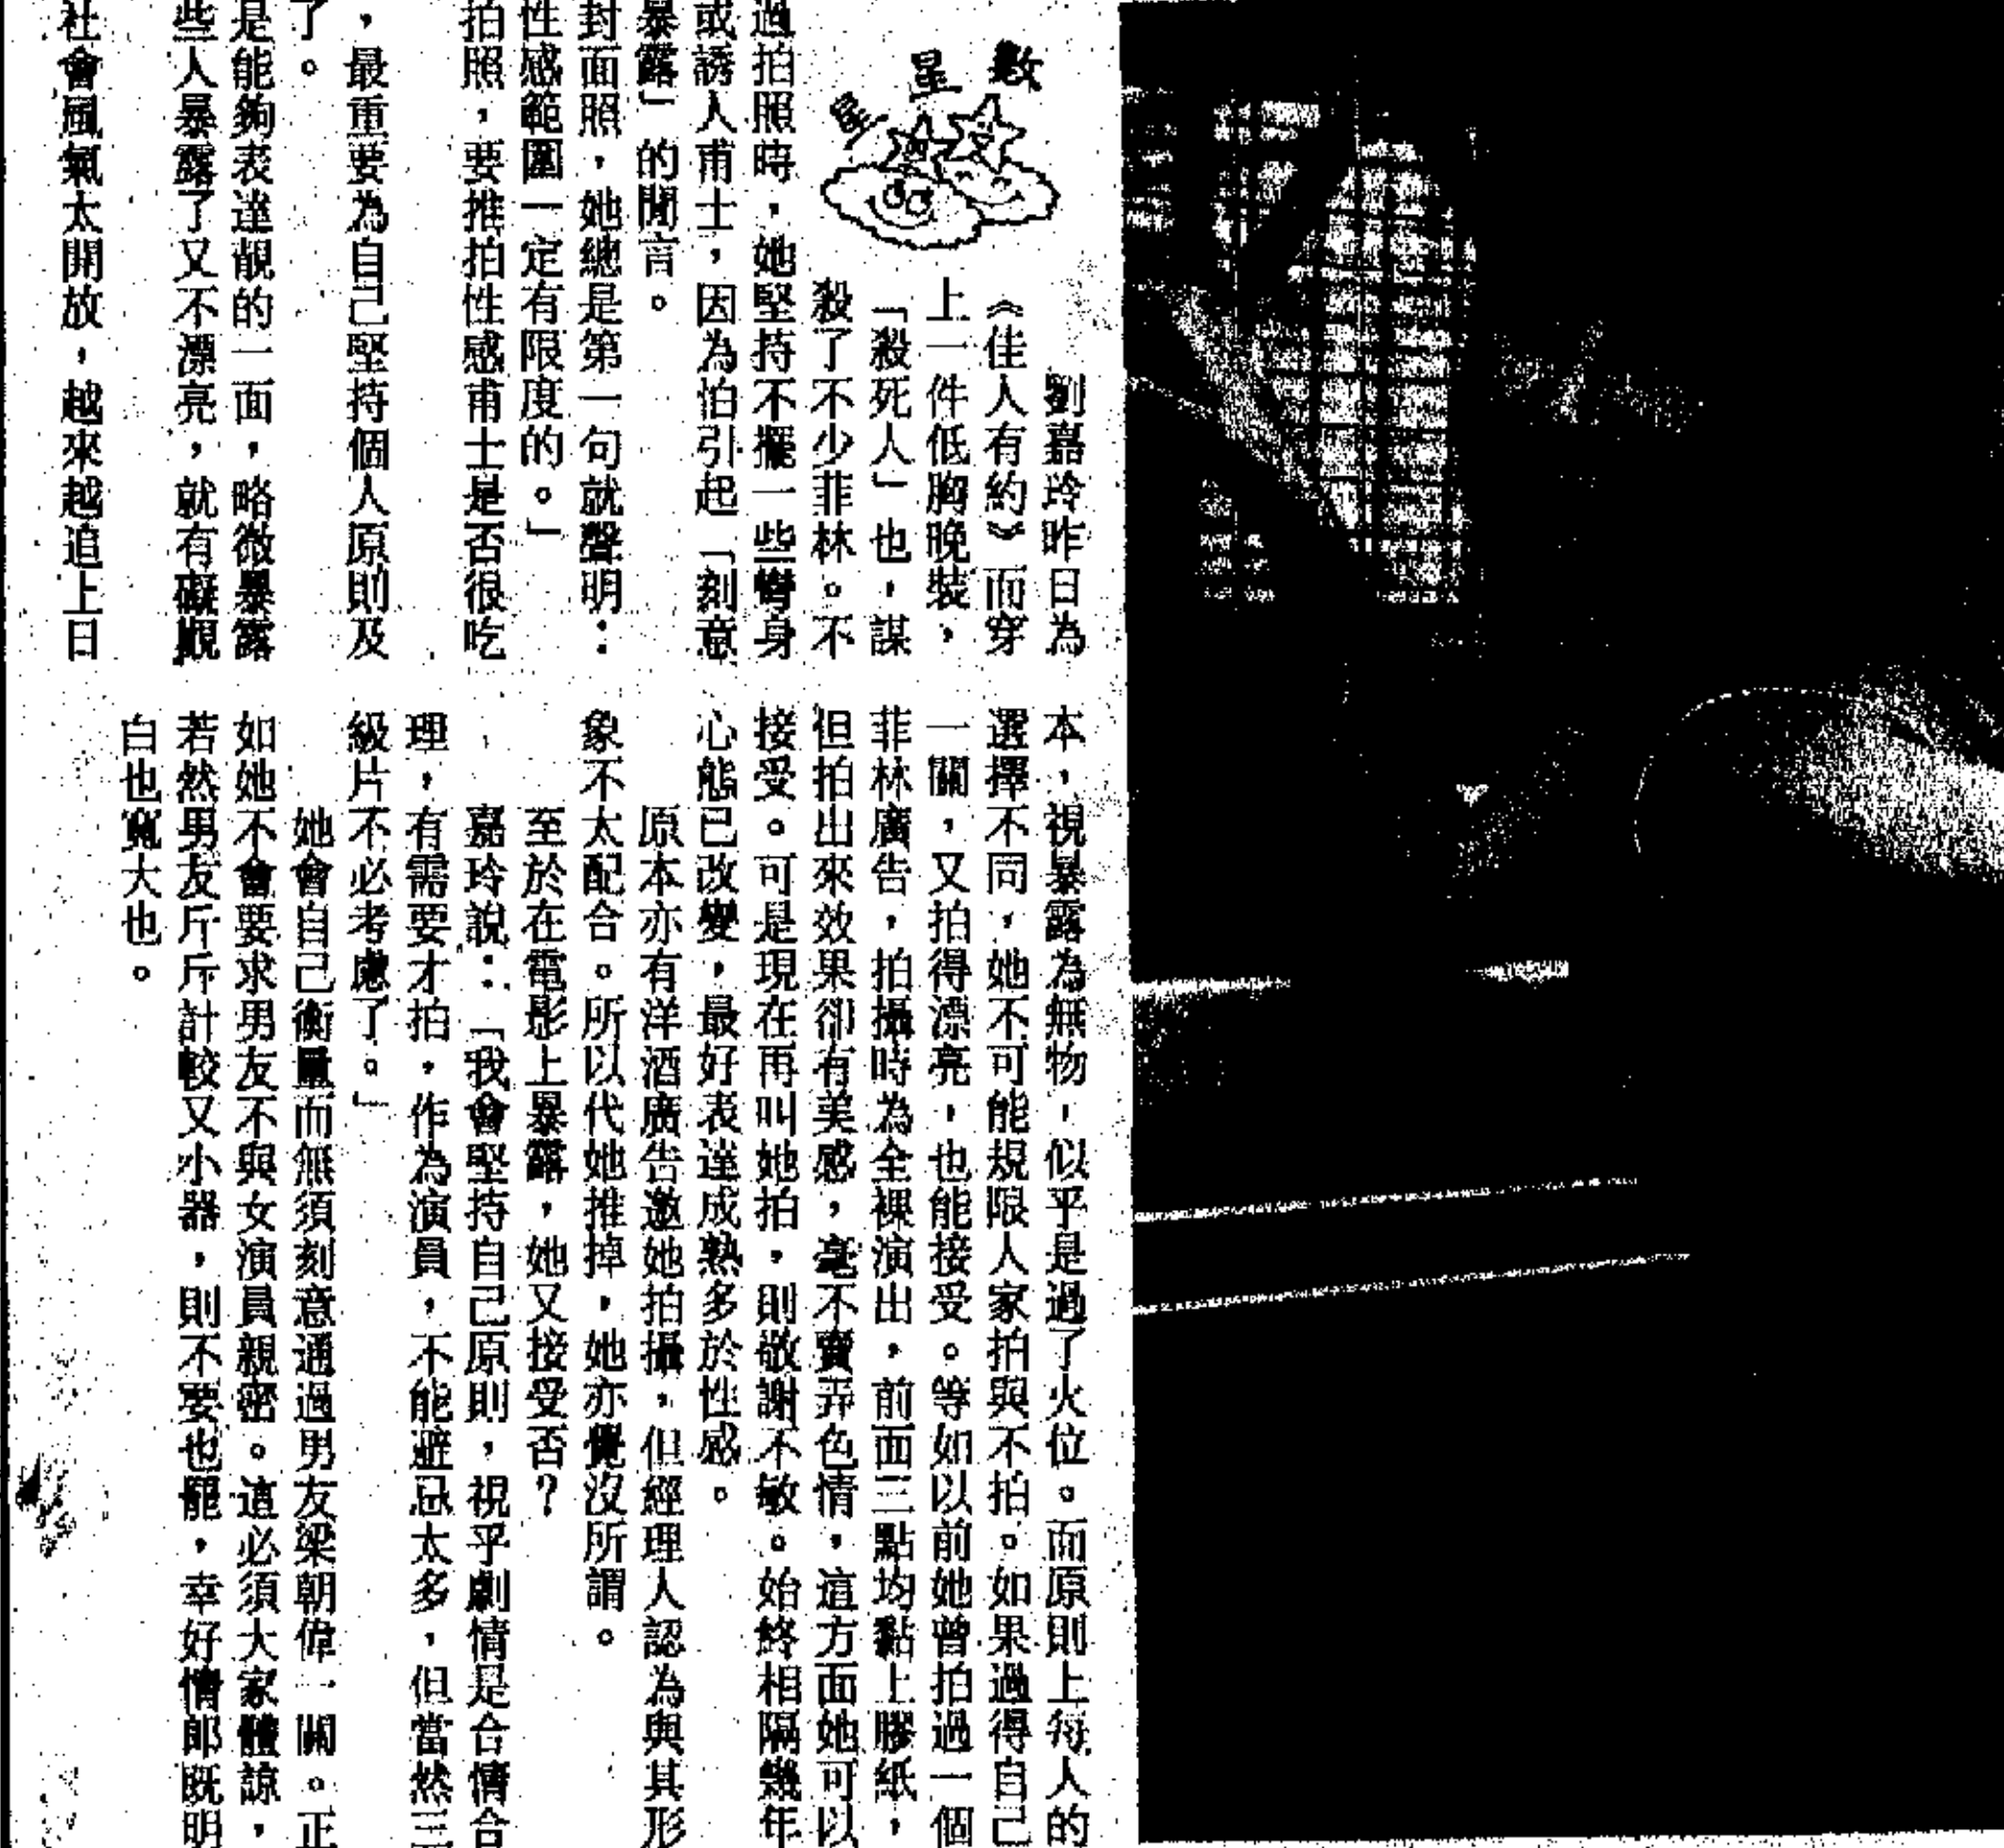 數星星
劉嘉玲昨日為
《佳人有約》而穿
上一件低胸晚裝，
「殺死人」也，謀
殺了不少菲林。不
過拍照時，她堅持不擺一些彎身
或誘人甫士，因為怕引起「刻意
暴露」的閒言。
封面照，她總是第一句就聲明：
性感範圍一定有限度的。」
拍照，要推拍性感甫士是否很吃
，最重要為自己堅持個人原則及
了。
是能夠表達靚的一面，略微暴露
些人暴露了又不漂亮，就有礙觀
社會風氣太開放，越來越追上日
本，視暴露為無物，似乎是過了火位。而原則上每人的
選擇不同，她不可能規限人家拍與不拍。如果過得自己
一關，又拍得漂亮，也能接受。等如以前她曾拍過一個
菲林廣告，拍攝時為全裸演出，前面三點均黏上膠紙，
但拍出來效果卻有美感，毫不賣弄色情，這方面她可以
接受。可是現在再叫她拍，則敬謝不敏。始終相隔幾年
心態已改變，最好表達成熟多於性感。
原本亦有洋酒廣告邀她拍攝，但經理人認為與其形
象不太配合。所以代她推掉，她亦覺沒所謂。
至於在電影上暴露，她又接受否？
嘉玲說：「我會堅持自己原則，視乎劇情是合情合
理，有需要才拍，作為演員，不能避忌太多，但當然三
級片不必考慮了。」
她會自己衡量而無須刻意通過男友梁朝偉一關。正
如她不會要求男友不與女演員親密。這必須大家體諒，
若然男友斤斤計較又小器，則不要也罷，幸好情郎既明
白也寬大也。